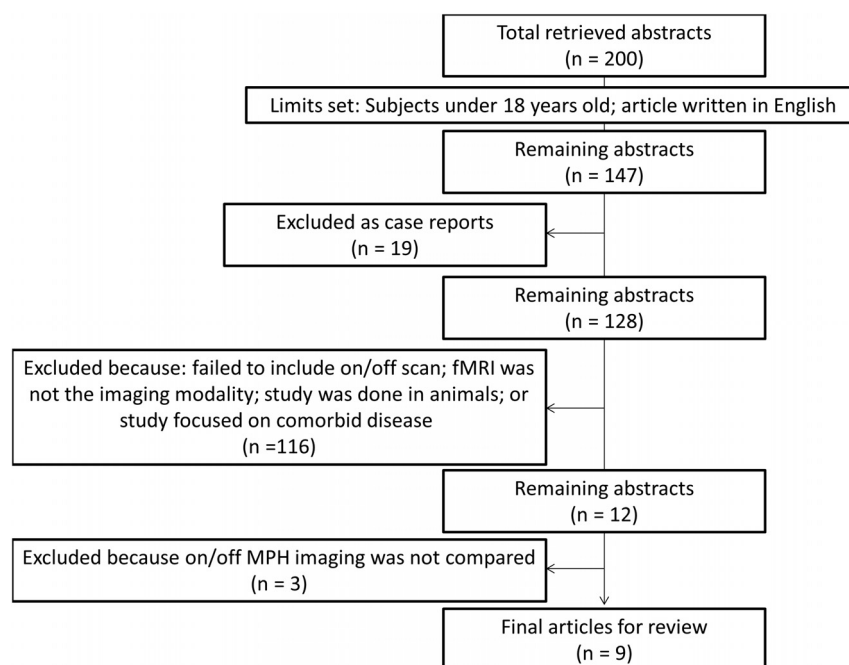 Total retrieved abstracts
(n = 200)
Limits set: Subjects under 18 years old; article written in English
Remaining abstracts
(n = 147)
Excluded as case reports
(n = 19)
Remaining abstracts
(n = 128)
Excluded because: failed to include on/off scan; fMRI was
not the imaging modality; study was done in animals; or
study focused on comorbid disease
(n =116)
Remaining abstracts
(n = 12)
Excluded because on/off MPH imaging was not compared
(n = 3)
Final articles for review
(n = 9)